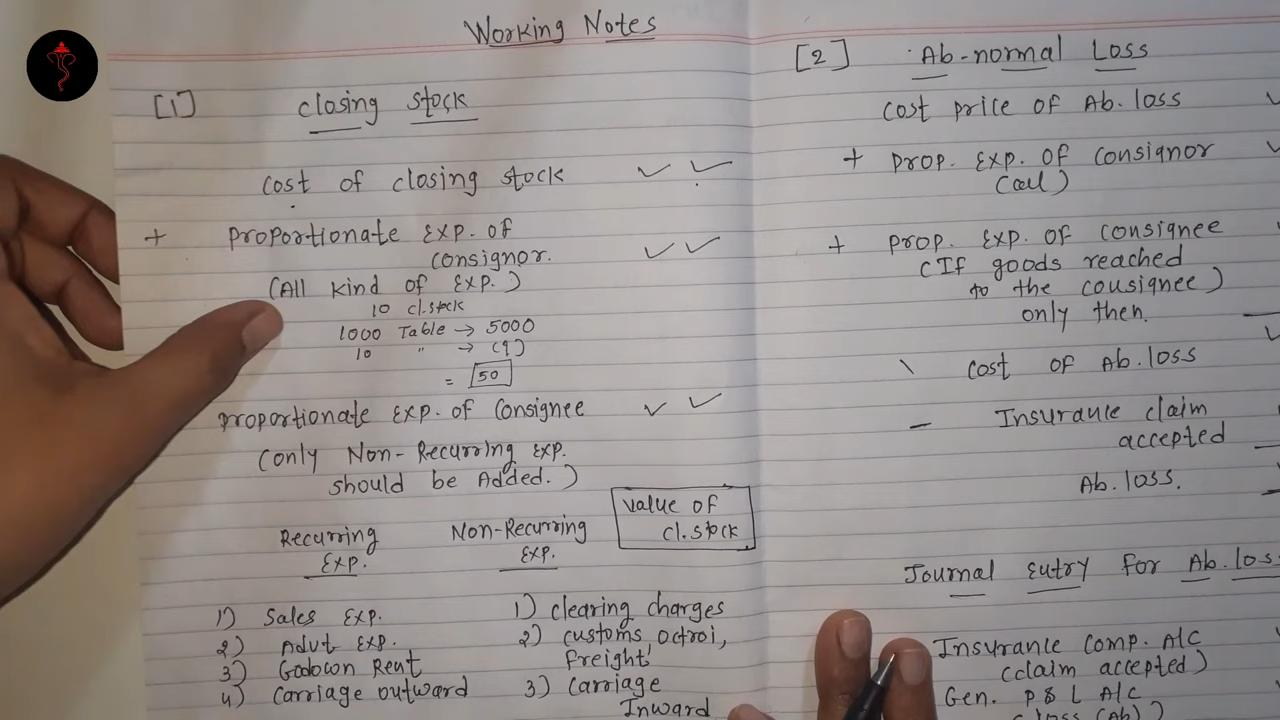 Working Notes
[1] closing stock
cost of closing stock
+ proportionate Exp. of
consignor.
(All kind of Exp.)
10 cl.stock
1000 Table → 5000
10 " → (?)
= 50
proportionate Exp. of Consignee
(only Non-Recurring Exp.
should be Added.)
value of
cl.stock
Recurring
Exp.
Non-Recurring
Exp.
1) Sales Exp.
2) Advt Exp.
3) Godown Rent
4) Carriage outward
1) clearing charges
2) customs, octroi,
freight
3) Carriage
Inward
[2] Ab-normal Loss
cost price of Ab. loss
+ prop. Exp. of consignor
(all)
+ prop. Exp. of consignee
(If goods reached
to the cousignee)
only then.
cost of Ab. loss
- Insurance claim
accepted
Ab. loss.
Journal entry for Ab. loss
Insurance Comp. A/c
(claim accepted)
Gen. P & L A/c
(loss (Ab))